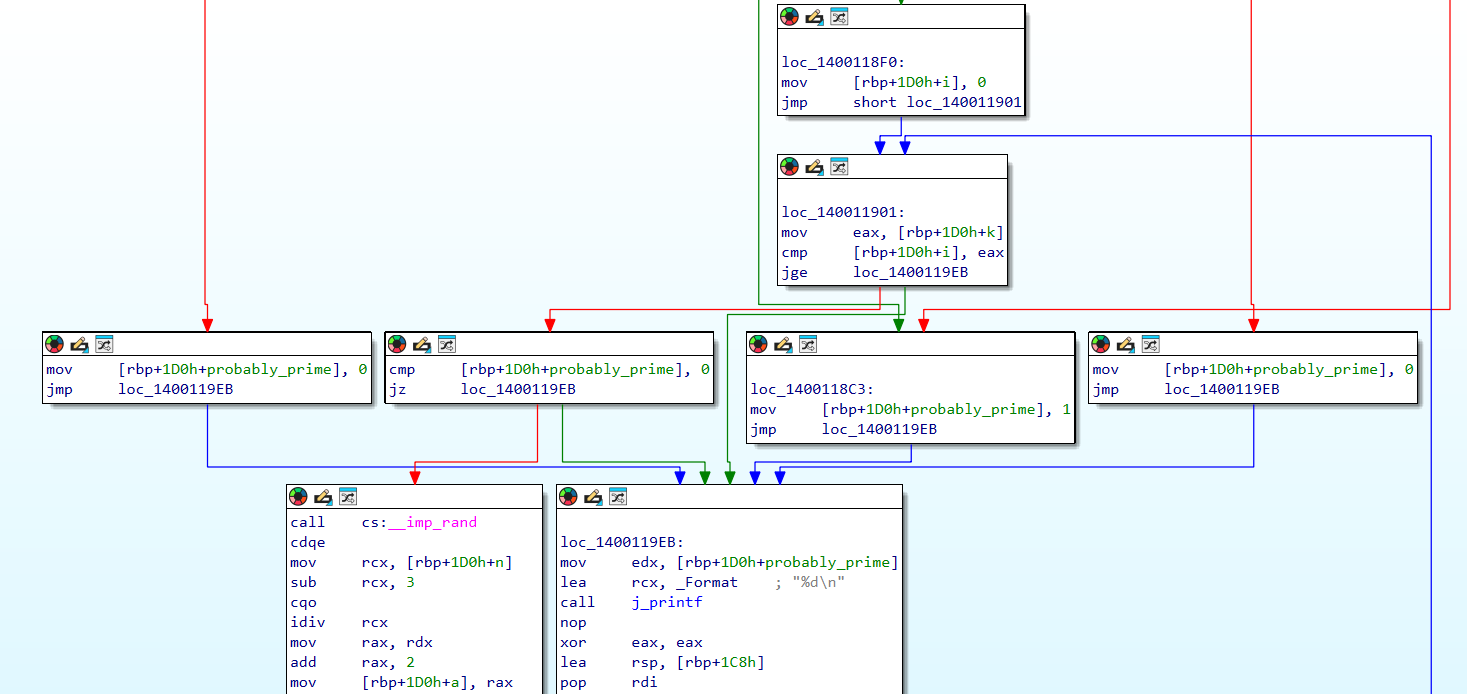 loc_1400118F0:
mov [rbp+1D0h+i], 0
jmp short loc_140011901
loc_140011901:
mov eax, [rbp+1D0h+k]
cmp [rbp+1D0h+i], eax
jge loc_1400119EB
mov [rbp+1D0h+probably_prime], 0
jmp loc_1400119EB
cmp [rbp+1D0h+probably_prime], 0
jz loc_1400119EB
loc_1400118C3:
mov [rbp+1D0h+probably_prime], 1
jmp loc_1400119EB
mov [rbp+1D0h+probably_prime], 0
jmp loc_1400119EB
call cs:__imp_rand
cdqe
mov rcx, [rbp+1D0h+n]
sub rcx, 3
cqo
idiv rcx
mov rax, rdx
add rax, 2
mov [rbp+1D0h+a], rax
loc_1400119EB:
mov edx, [rbp+1D0h+probably_prime]
lea rcx, _Format ; "%d\n"
call j_printf
nop
xor eax, eax
lea rsp, [rbp+1C8h]
pop rdi